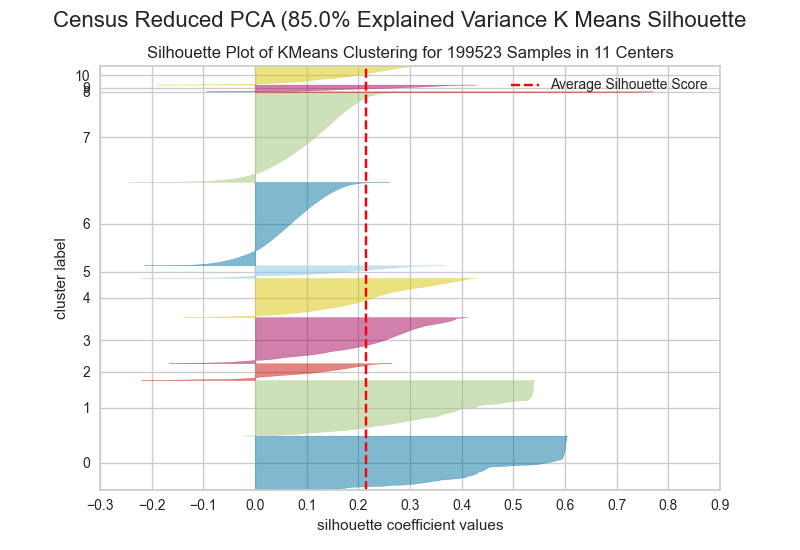 Census Reduced PCA (85.0% Explained Variance K Means Silhouette
Silhouette Plot of KMeans Clustering for 199523 Samples in 11 Centers
Average Silhouette Score
cluster label
10
9
8
7
6
5
4
3
2
1
0
−0.3 −0.2 −0.1 0.0 0.1 0.2 0.3 0.4 0.5 0.6 0.7 0.8 0.9
silhouette coefficient values